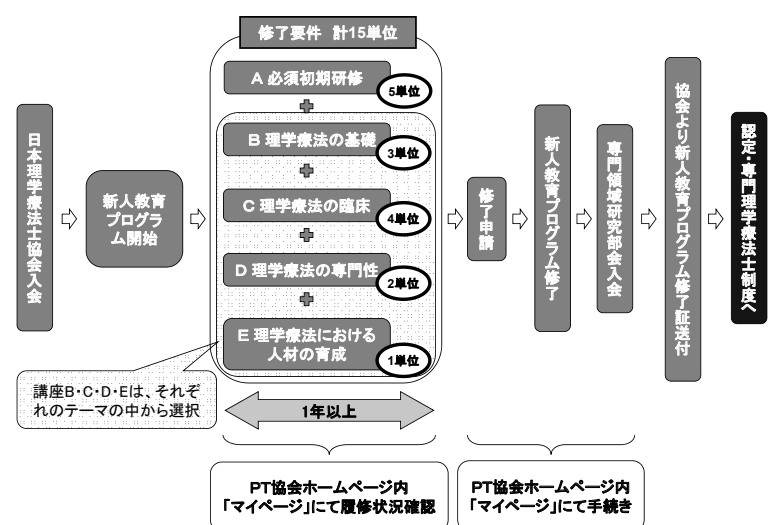 修了要件 計15単位
A 必須初期研修
5単位
B 理学療法の基礎
3単位
C 理学療法の臨床
4単位
D 理学療法の専門性
2単位
E 理学療法における
人材の育成
1単位
日本理学療法士協会入会
新人教育
プログラ
ム開始
修了申請
新人教育プログラム修了
専門領域研究部会入会
協会より新人教育プログラム修了証送付
認定・専門理学療法士制度へ
講座B・C・D・Eは、それぞ
れのテーマの中から選択
1年以上
PT協会ホームページ内
「マイページ」にて履修状況確認
PT協会ホームページ内
「マイページ」にて手続き